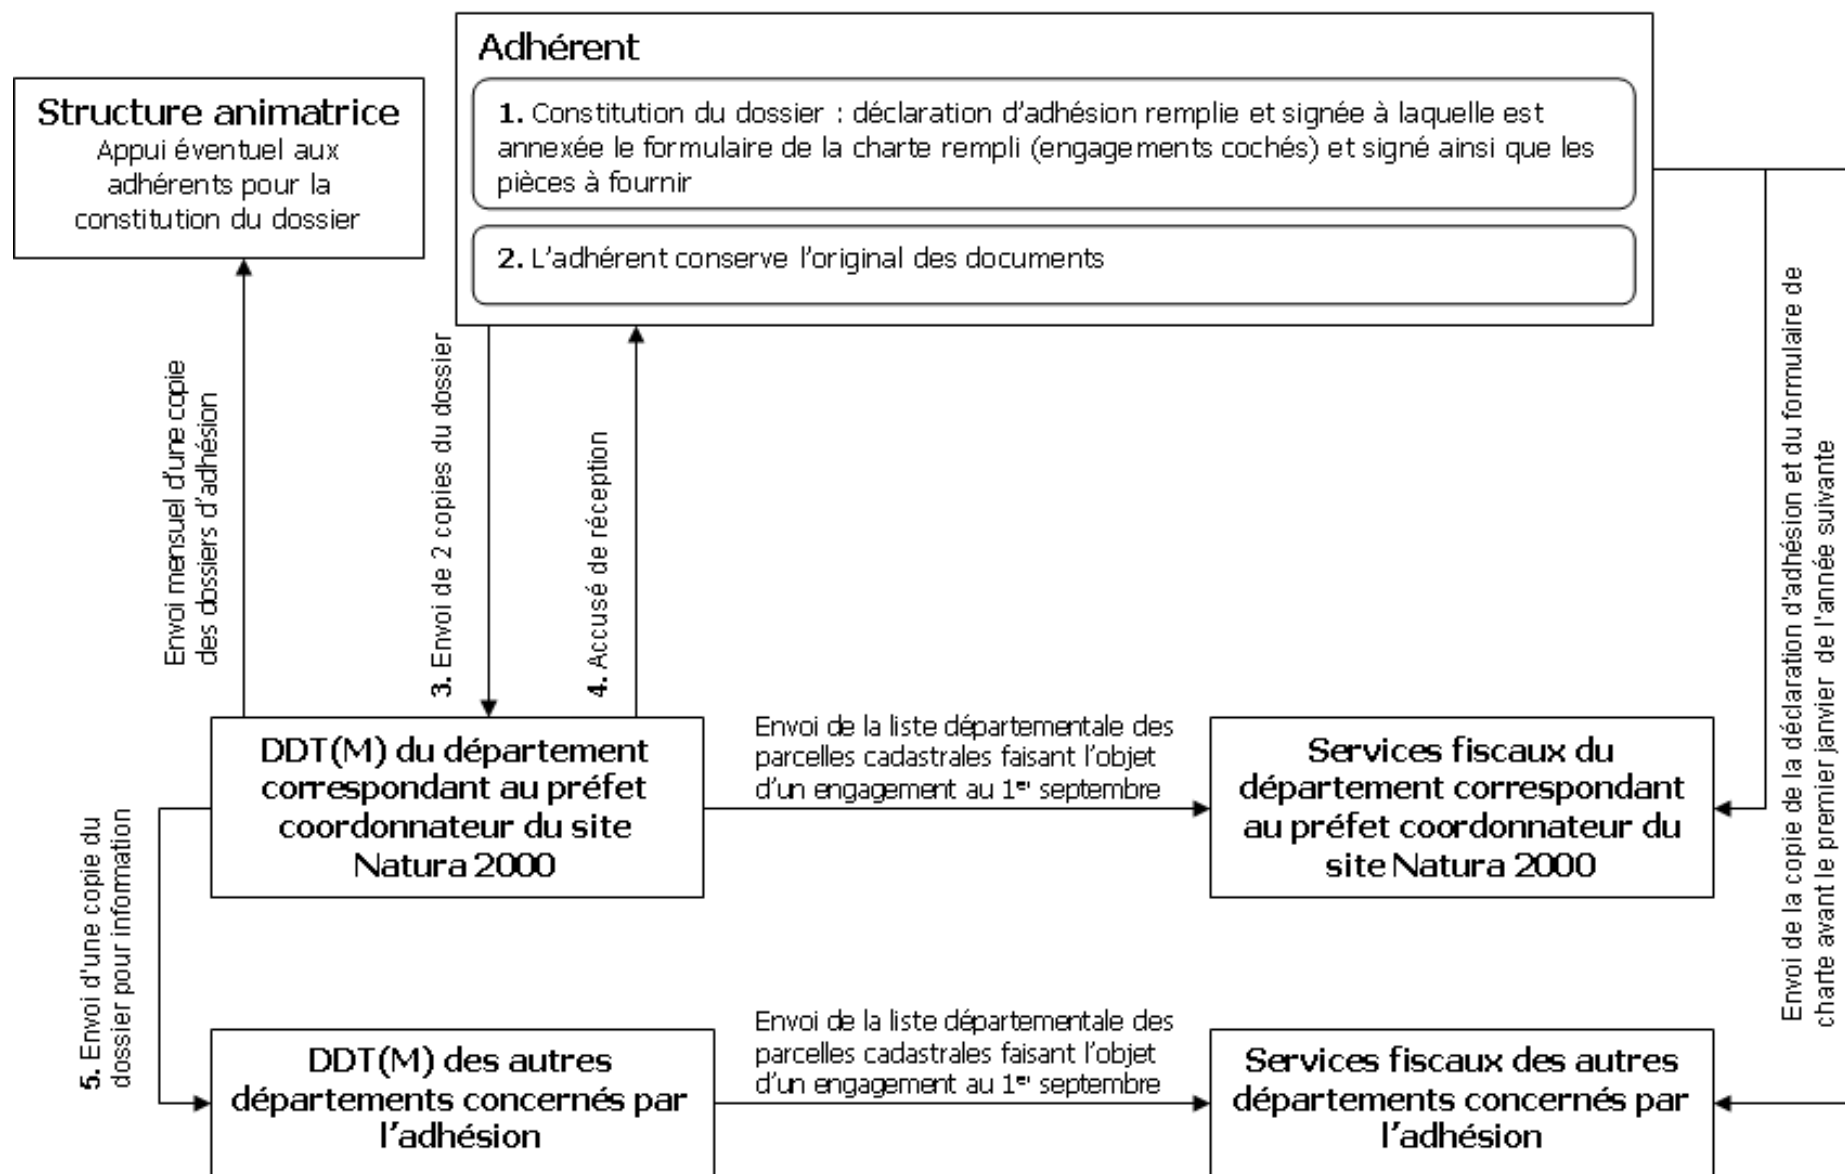 Adhérent
1. Constitution du dossier : déclaration d'adhésion remplie et signée à laquelle est
annexée le formulaire de la charte rempli (engagements cochés) et signé ainsi que les
pièces à fournir
2. L'adhérent conserve l'original des documents
Structure animatrice
Appui éventuel aux
adhérents pour la
constitution du dossier
Envoi mensuel d'une copie
des dossiers d'adhésion
3. Envoi de 2 copies du dossier
4. Accusé de réception
Envoi de la copie de la déclaration d'adhésion et du formulaire de
charte avant le premier janvier de l'année suivante
DDT(M) du département
correspondant au préfet
coordonnateur du site
Natura 2000
Envoi de la liste départementale des
parcelles cadastrales faisant l'objet
d'un engagement au 1er septembre
Services fiscaux du
département correspondant
au préfet coordonnateur du
site Natura 2000
5. Envoi d'une copie du
dossier pour information
DDT(M) des autres
départements concernés par
l'adhésion
Envoi de la liste départementale des
parcelles cadastrales faisant l'objet
d'un engagement au 1er septembre
Services fiscaux des autres
départements concernés par
l'adhésion